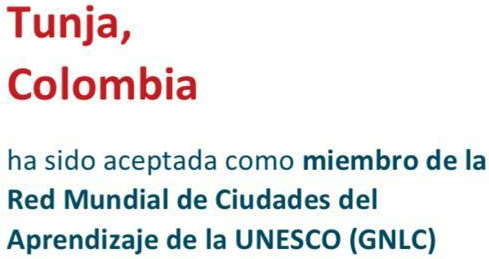 Tunja,
Colombia
ha sido aceptada como miembro de la
Red Mundial de Ciudades del
Aprendizaje de la UNESCO (GNLC)